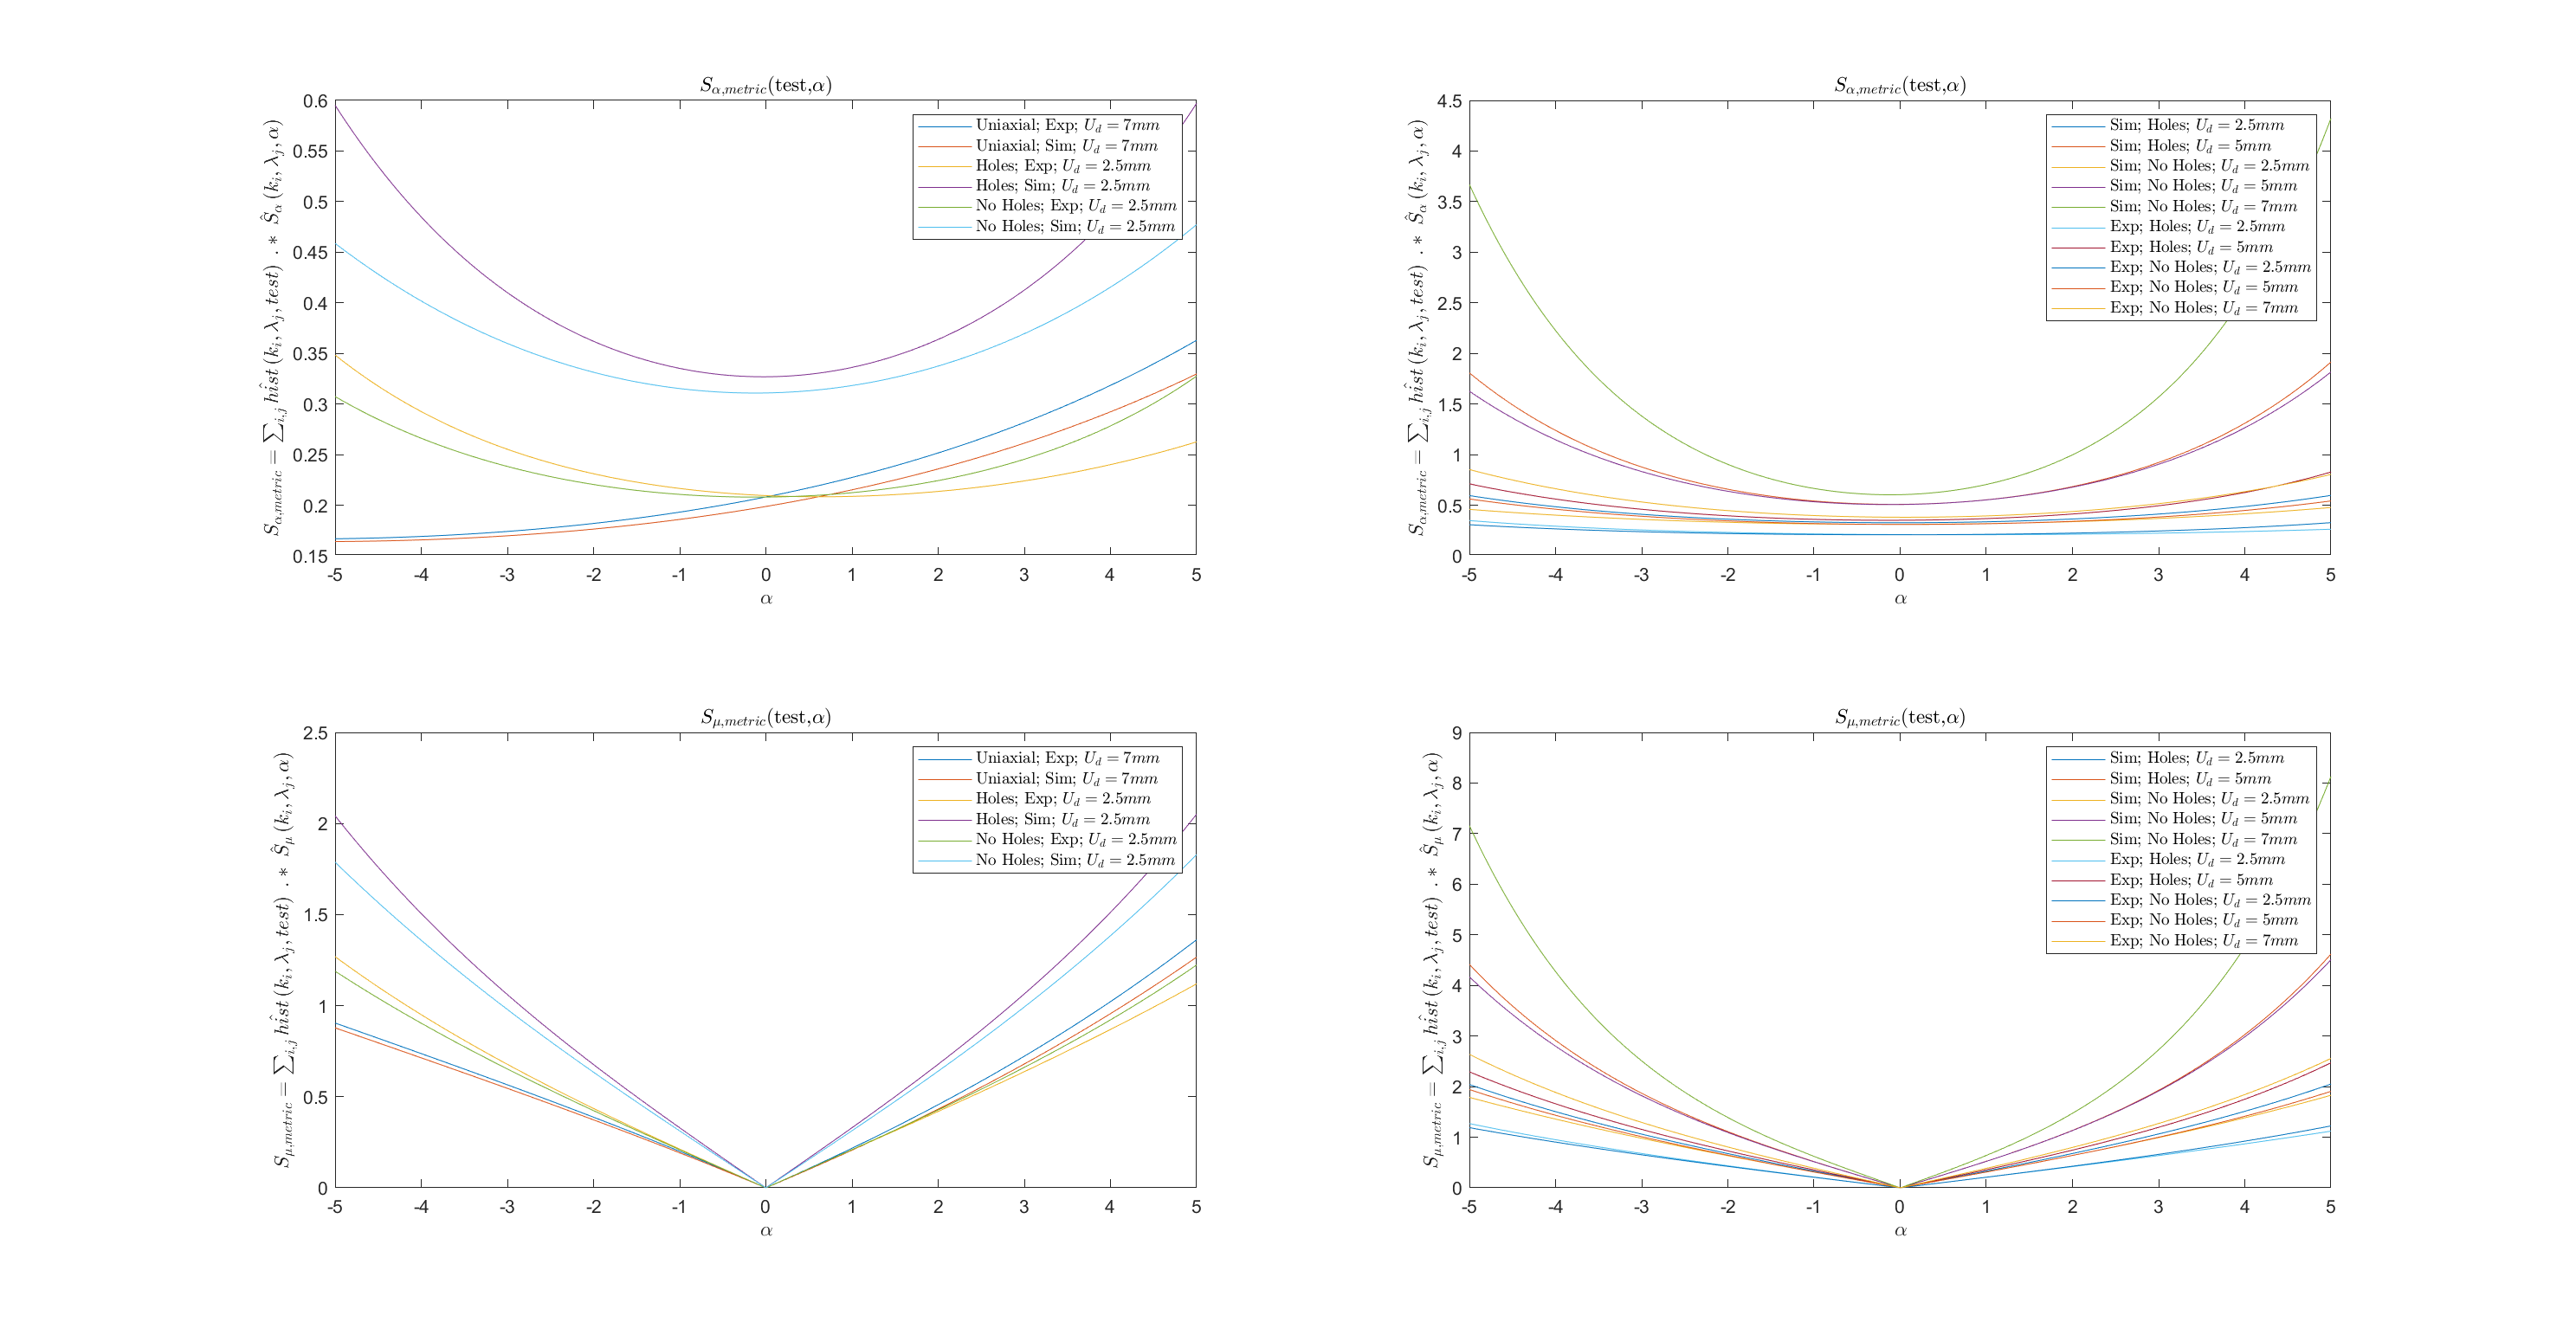 S_{α,metric}(test,α)
S_{α,metric} = ∑_{i,j} hist̂ (k_i, λ_j, test) .* Ŝ_α (k_i, λ_j, α)
0.6
0.55
0.5
0.45
0.4
0.35
0.3
0.25
0.2
0.15
Uniaxial; Exp; U_d = 7mm
Uniaxial; Sim; U_d = 7mm
Holes; Exp; U_d = 2.5mm
Holes; Sim; U_d = 2.5mm
No Holes; Exp; U_d = 2.5mm
No Holes; Sim; U_d = 2.5mm
-5 -4 -3 -2 -1 0 1 2 3 4 5
α
S_{α,metric}(test,α)
S_{α,metric} = ∑_{i,j} hist̂ (k_i, λ_j, test) .* Ŝ_α (k_i, λ_j, α)
4.5
4
3.5
3
2.5
2
1.5
1
0.5
0
Sim; Holes; U_d = 2.5mm
Sim; Holes; U_d = 5mm
Sim; No Holes; U_d = 2.5mm
Sim; No Holes; U_d = 5mm
Sim; No Holes; U_d = 7mm
Exp; Holes; U_d = 2.5mm
Exp; Holes; U_d = 5mm
Exp; No Holes; U_d = 2.5mm
Exp; No Holes; U_d = 5mm
Exp; No Holes; U_d = 7mm
-5 -4 -3 -2 -1 0 1 2 3 4 5
α
S_{μ,metric}(test,α)
S_{μ,metric} = ∑_{i,j} hist̂ (k_i, λ_j, test) .* Ŝ_μ (k_i, λ_j, α)
2.5
2
1.5
1
0.5
0
Uniaxial; Exp; U_d = 7mm
Uniaxial; Sim; U_d = 7mm
Holes; Exp; U_d = 2.5mm
Holes; Sim; U_d = 2.5mm
No Holes; Exp; U_d = 2.5mm
No Holes; Sim; U_d = 2.5mm
-5 -4 -3 -2 -1 0 1 2 3 4 5
α
S_{μ,metric}(test,α)
S_{μ,metric} = ∑_{i,j} hist̂ (k_i, λ_j, test) .* Ŝ_μ (k_i, λ_j, α)
9
8
7
6
5
4
3
2
1
0
Sim; Holes; U_d = 2.5mm
Sim; Holes; U_d = 5mm
Sim; No Holes; U_d = 2.5mm
Sim; No Holes; U_d = 5mm
Sim; No Holes; U_d = 7mm
Exp; Holes; U_d = 2.5mm
Exp; Holes; U_d = 5mm
Exp; No Holes; U_d = 2.5mm
Exp; No Holes; U_d = 5mm
Exp; No Holes; U_d = 7mm
-5 -4 -3 -2 -1 0 1 2 3 4 5
α